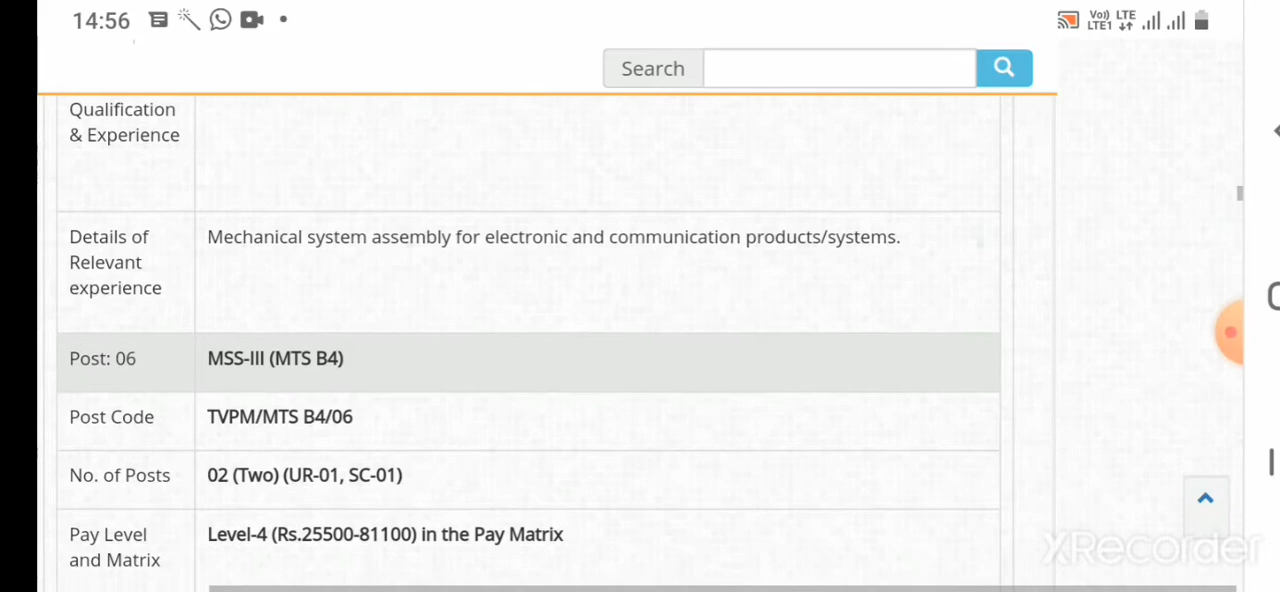 14:56
Vo)) LTE
LTE1
Search
Qualification
& Experience
Details of
Relevant
experience
Mechanical system assembly for electronic and communication products/systems.
Post: 06
MSS-III (MTS B4)
Post Code
TVPM/MTS B4/06
No. of Posts
02 (Two) (UR-01, SC-01)
Pay Level
and Matrix
Level-4 (Rs.25500-81100) in the Pay Matrix
XRecorder